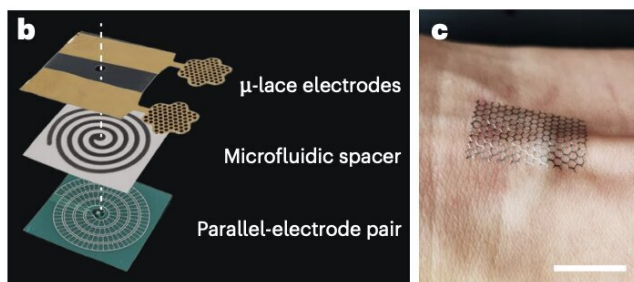 b
μ-lace electrodes
Microfluidic spacer
Parallel-electrode pair
c